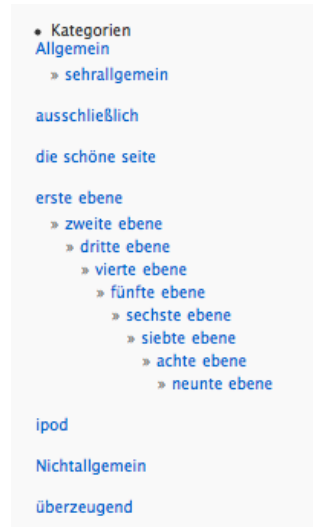 • Kategorien
Allgemein
» sehrallgemein
ausschließlich
die schöne seite
erste ebene
» zweite ebene
» dritte ebene
» vierte ebene
» fünfte ebene
» sechste ebene
» siebte ebene
» achte ebene
» neunte ebene
ipod
Nichtallgemein
überzeugend